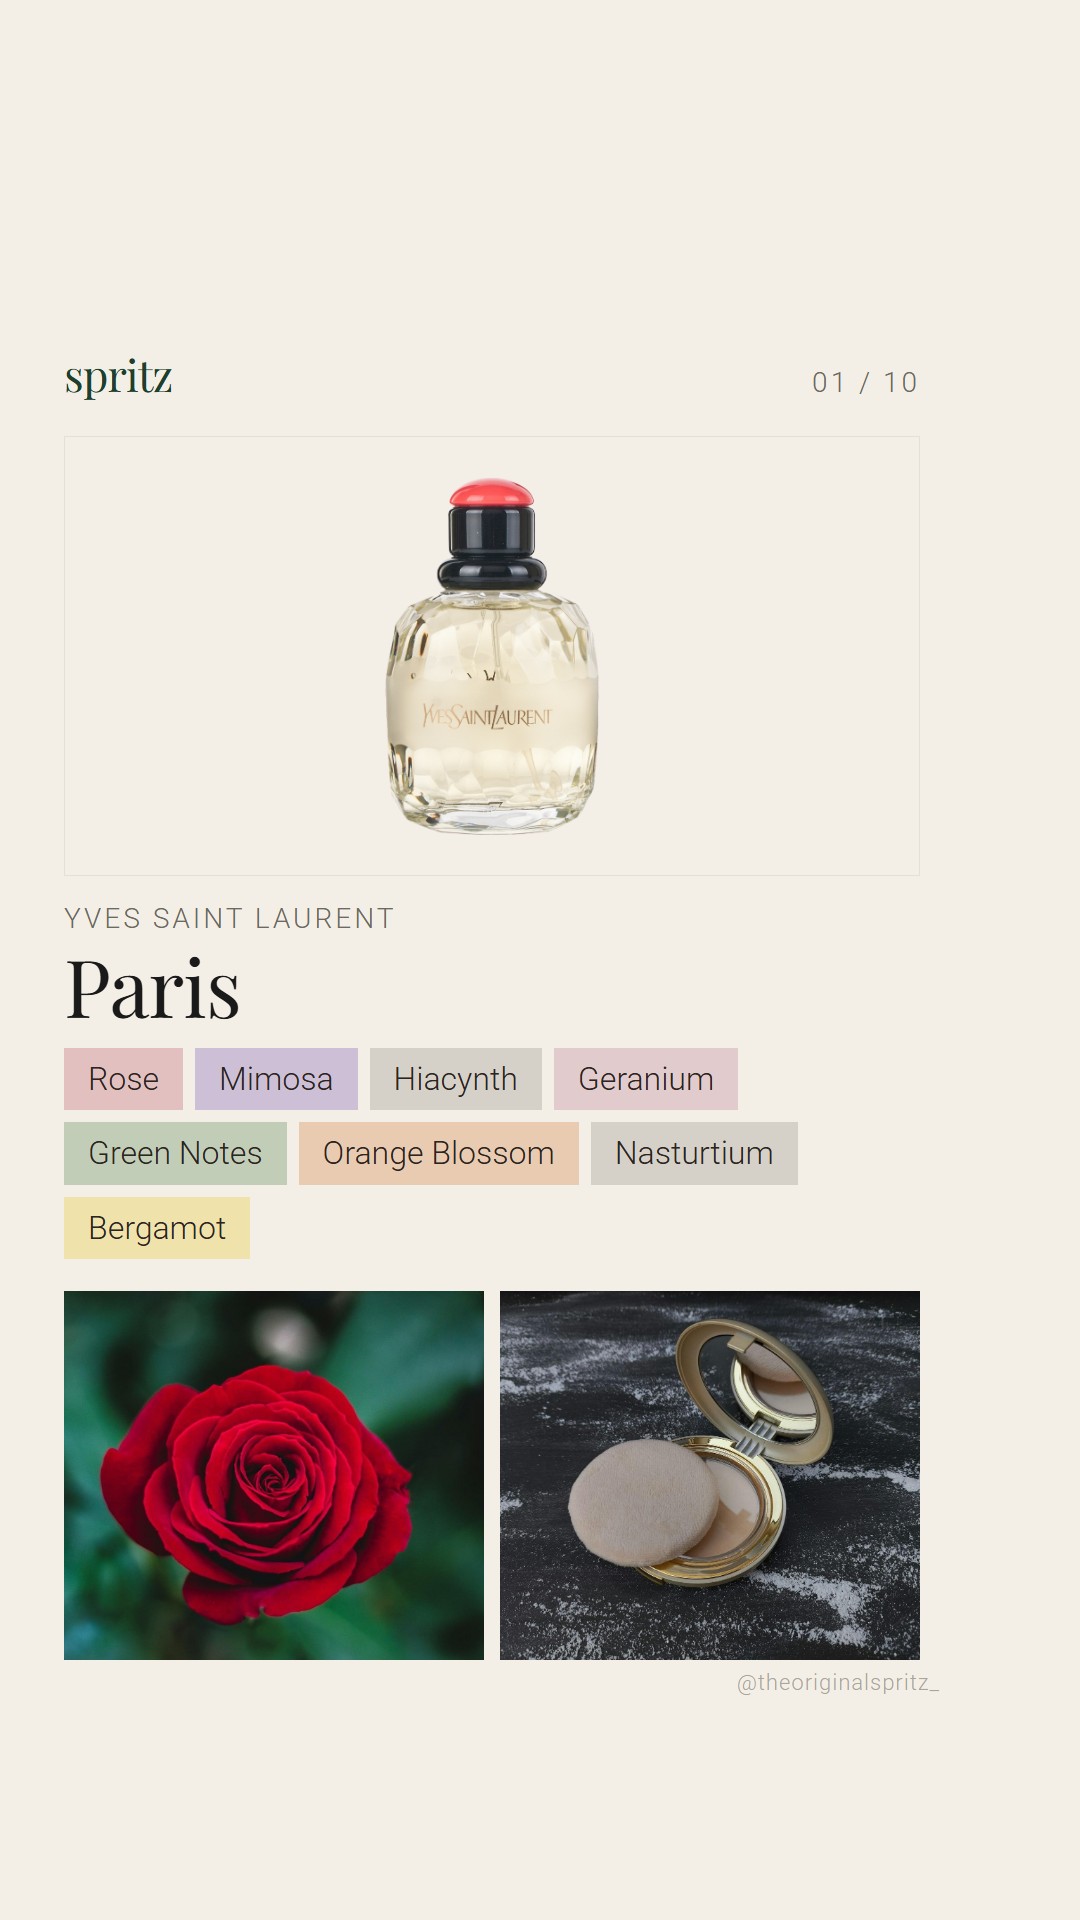 spritz
01 / 10
YVESSAINTLAURENT
YVES SAINT LAURENT
Paris
Rose Mimosa Hiacynth Geranium
Green Notes Orange Blossom Nasturtium
Bergamot
@theoriginalspritz_